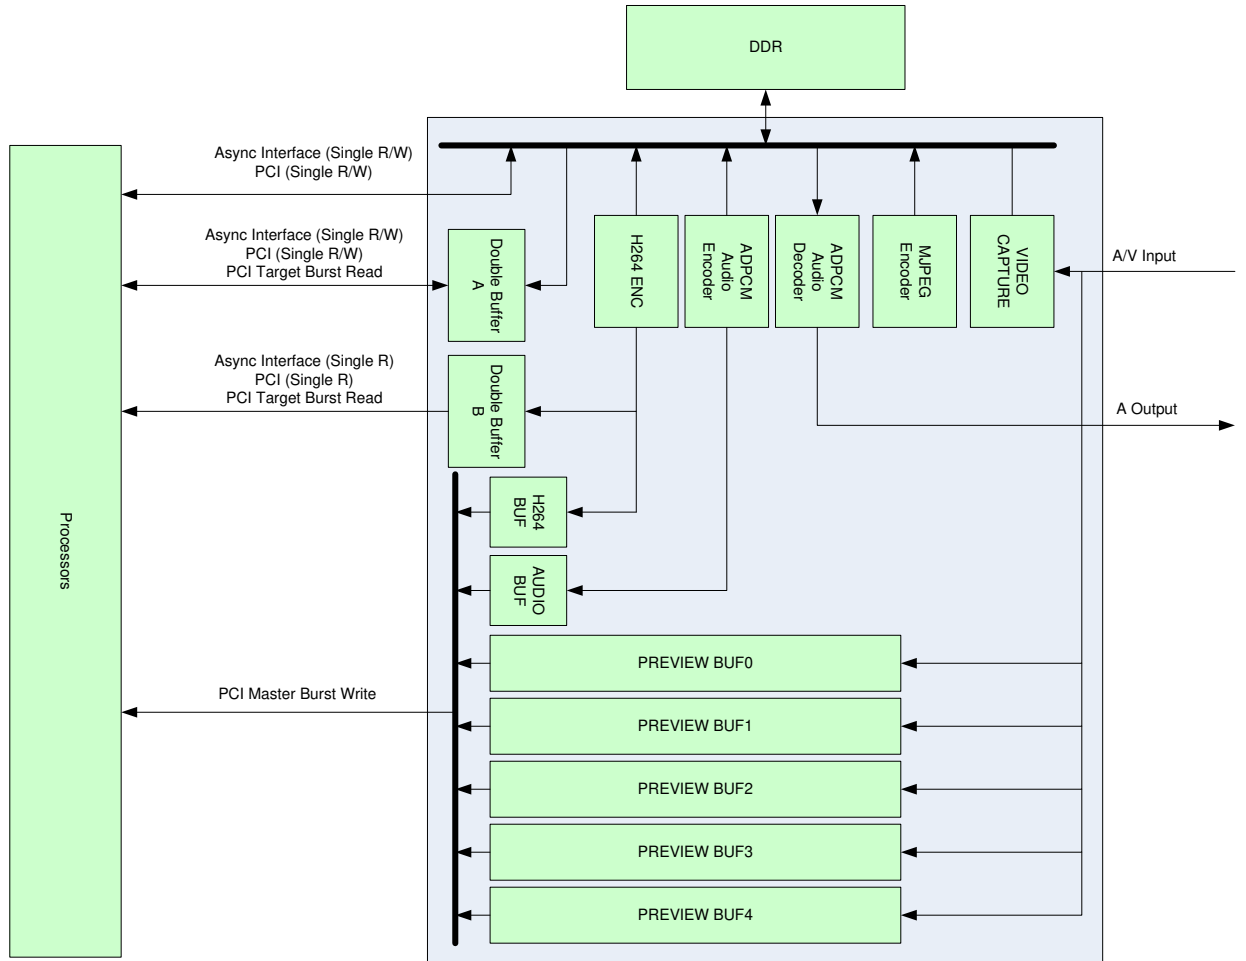 DDR
Async Interface (Single R/W)
PCI (Single R/W)
Async Interface (Single R/W)
PCI (Single R/W)
PCI Target Burst Read
Async Interface (Single R)
PCI (Single R)
PCI Target Burst Read
Processors
PCI Master Burst Write
Double Buffer
A
Double Buffer
B
H264 ENC
ADPCM
Audio
Encoder
ADPCM
Audio
Decoder
MJPEG
Encoder
VIDEO
CAPTURE
A/V Input
A Output
H264
BUF
AUDIO
BUF
PREVIEW BUF0
PREVIEW BUF1
PREVIEW BUF2
PREVIEW BUF3
PREVIEW BUF4